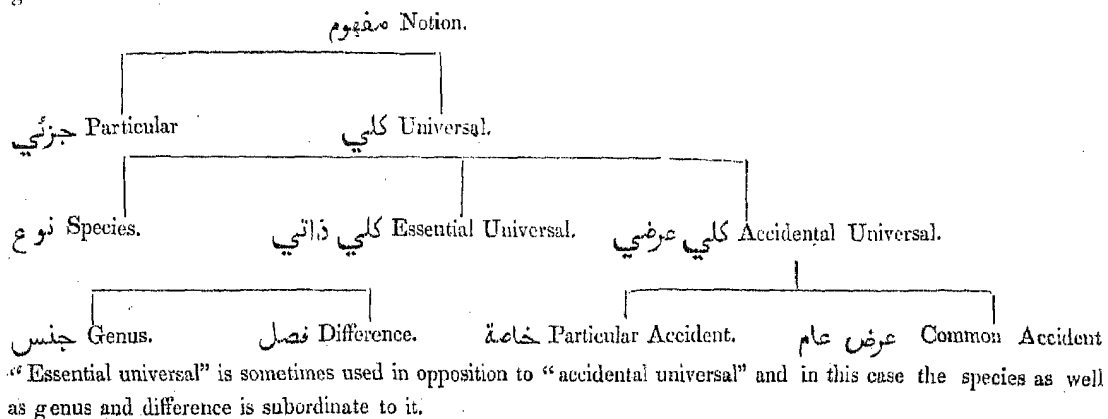 مفهوم Notion.
جزئي Particular كلي Universal.
نوع Species. كلي ذاتي Essential Universal. كلي عرضي Accidental Universal.
جنس Genus. فصل Difference. خاصة Particular Accident. عرض عام Common Accident
“Essential universal” is sometimes used in opposition to “accidental universal” and in this case the species as well
as genus and difference is subordinate to it.